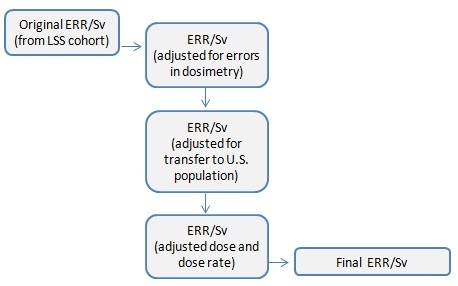 Original ERR/Sv
(from LSS cohort)
ERR/Sv
(adjusted for errors
in dosimetry)
ERR/Sv
(adjusted for
transfer to U.S.
population)
ERR/Sv
(adjusted dose and
dose rate)
Final ERR/Sv